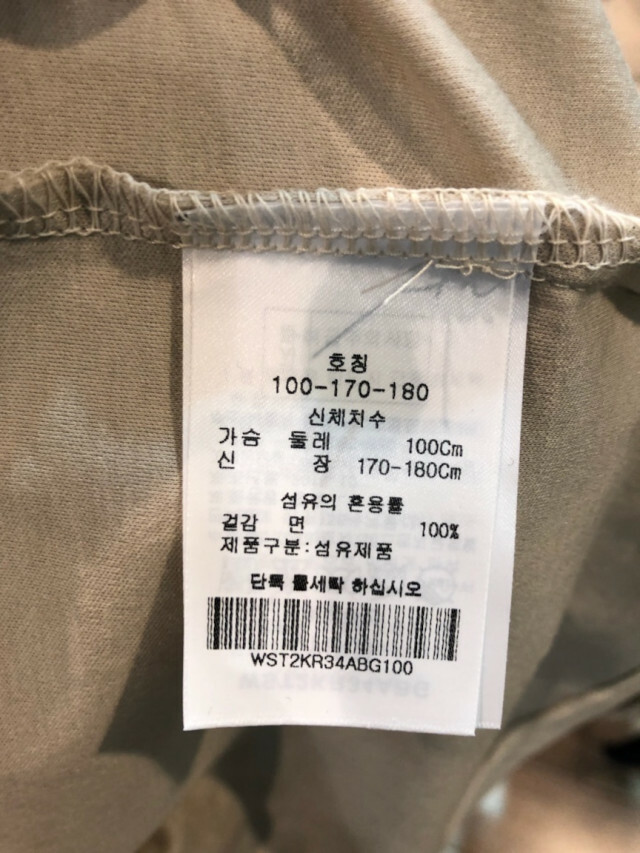 호칭
100-170-180
신체치수
가슴 둘레 100Cm
신 장 170-180Cm
섬유의 혼용률
겉감 면 100%
제품구분:섬유제품
단독 물세탁 하십시오
WST2KR34ABG100